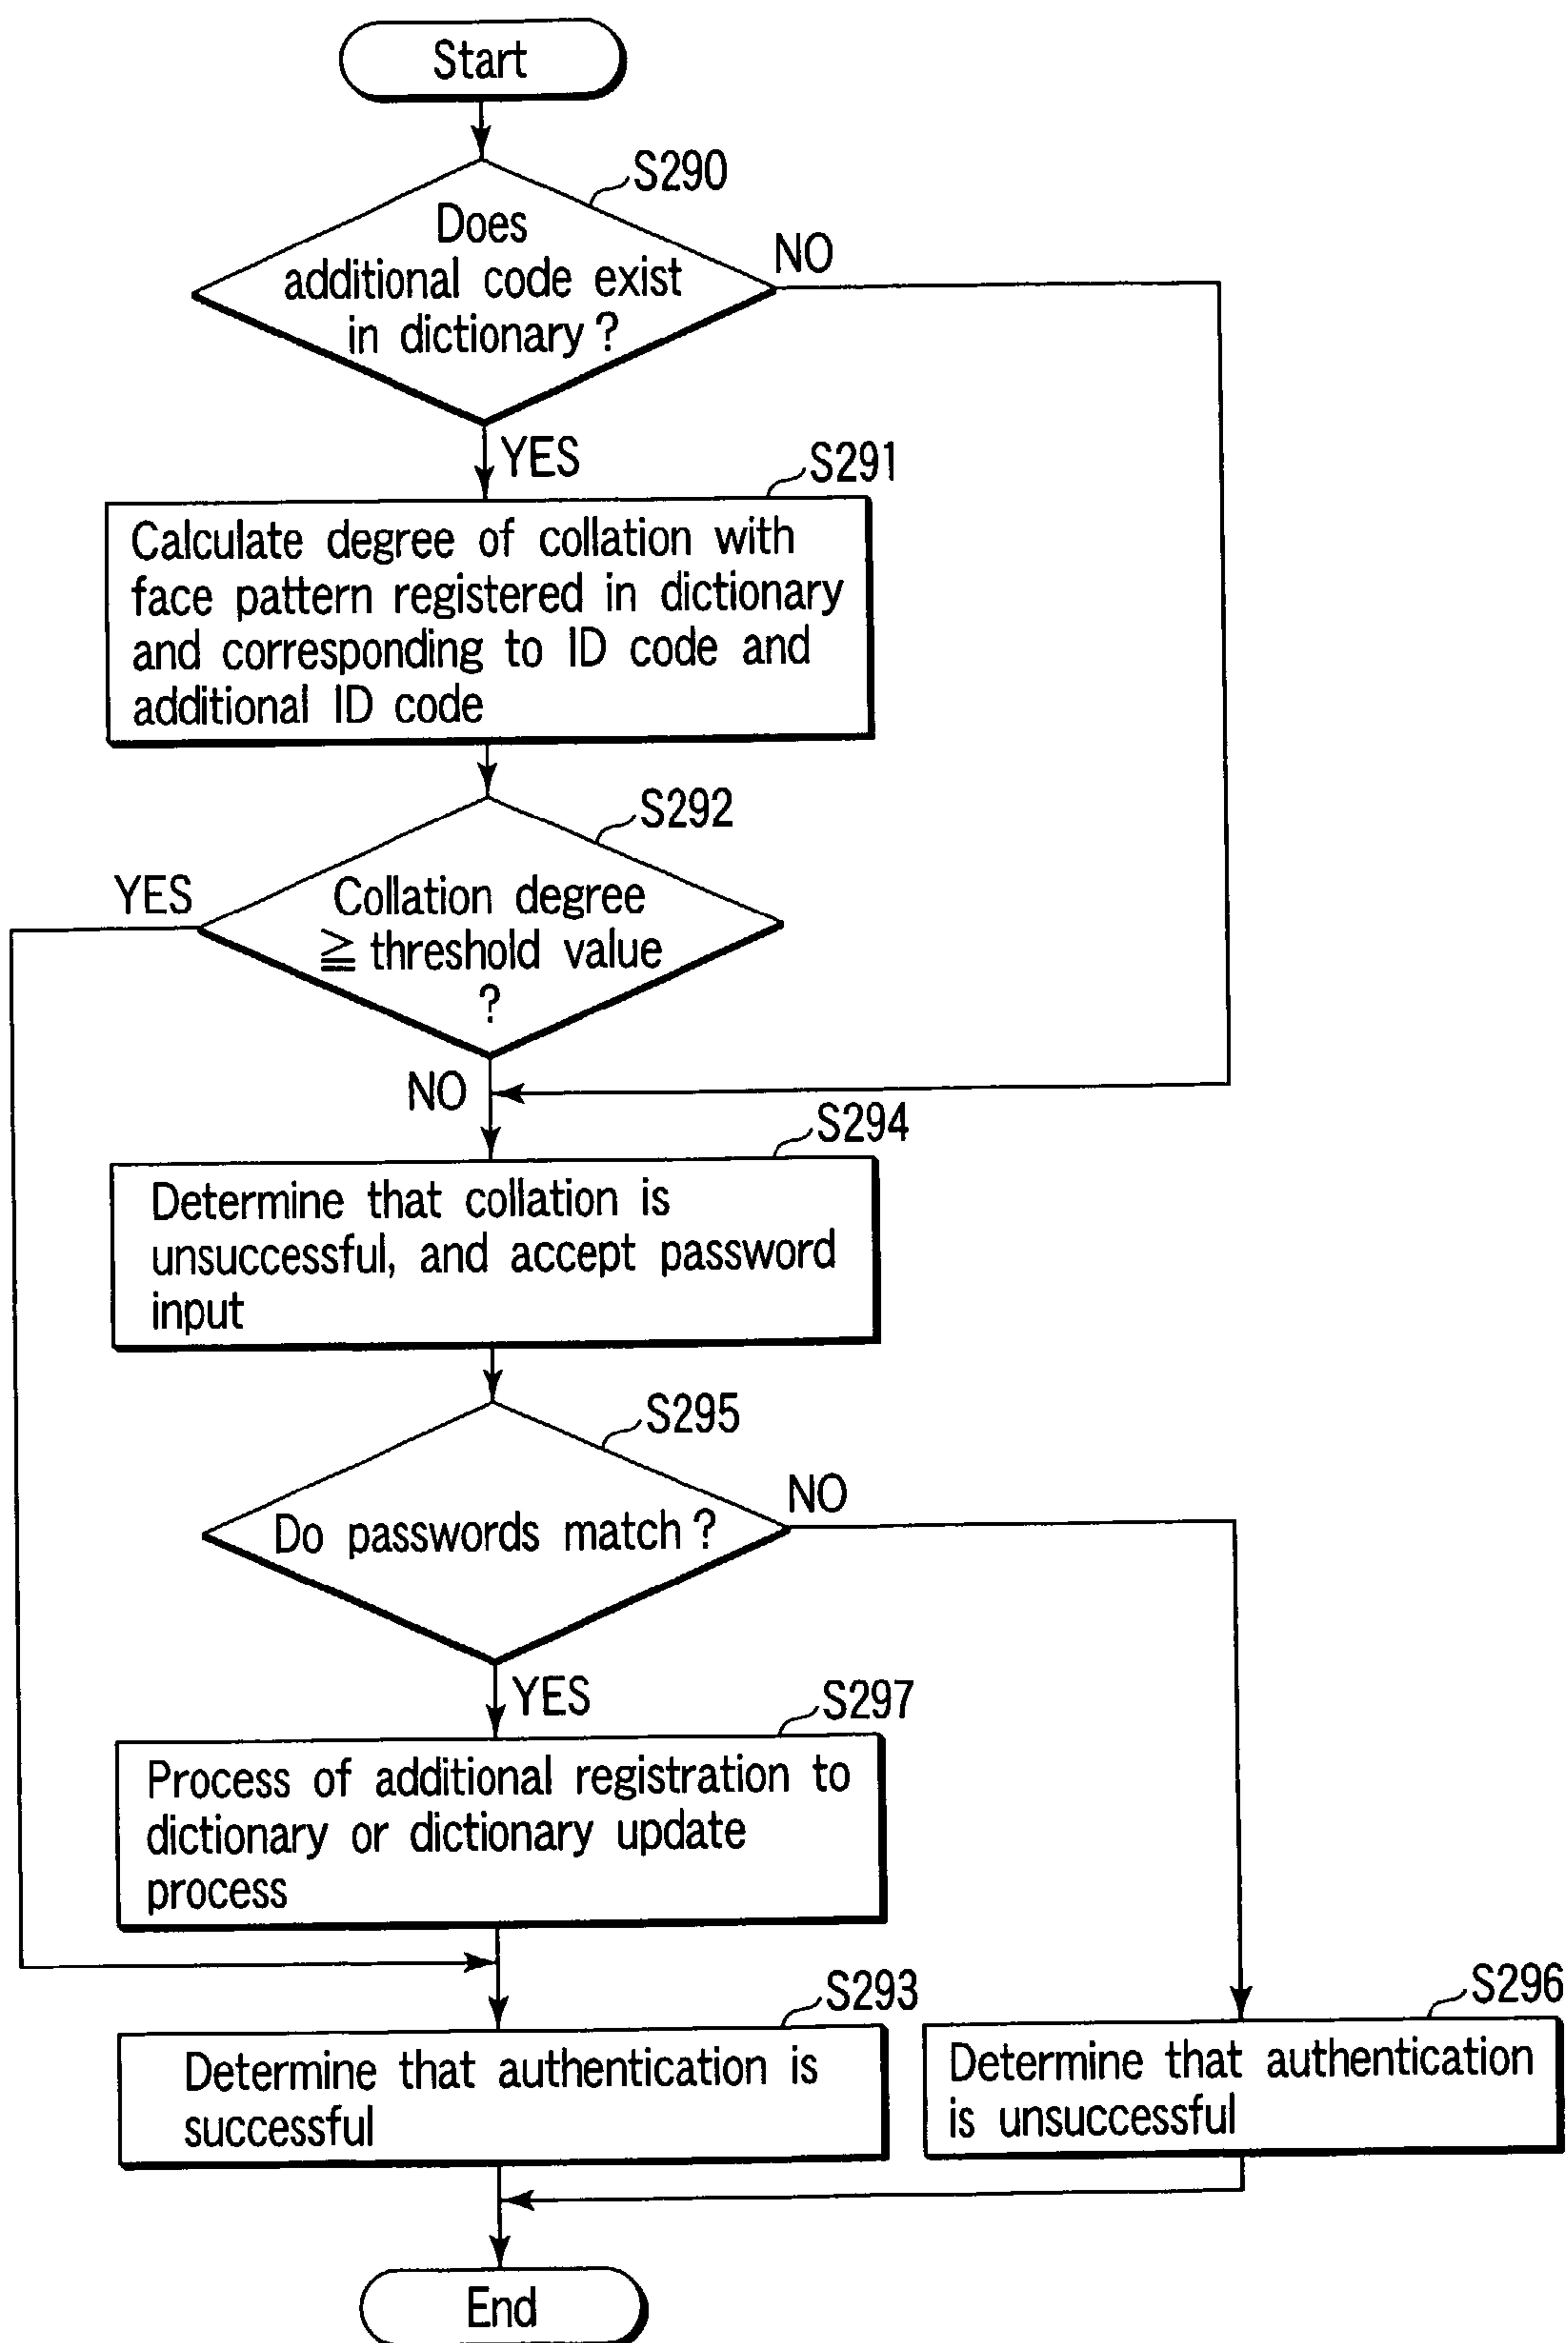 Start
S290
Does
additional code exist
in dictionary ?
NO
YES
S291
Calculate degree of collation with
face pattern registered in dictionary
and corresponding to ID code and
additional ID code
S292
YES
Collation degree
≧ threshold value
?
NO
S294
Determine that collation is
unsuccessful, and accept password
input
S295
NO
Do passwords match ?
YES
S297
Process of additional registration to
dictionary or dictionary update
process
S293
S296
Determine that authentication is
successful
Determine that authentication
is unsuccessful
End